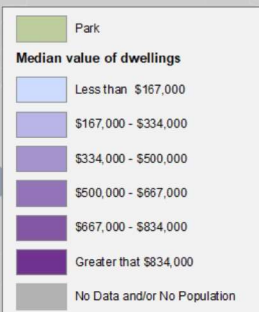 Park
Median value of dwellings
Less than $167,000
$167,000 - $334,000
$334,000 - $500,000
$500,000 - $667,000
$667,000 - $834,000
Greater that $834,000
No Data and/or No Population